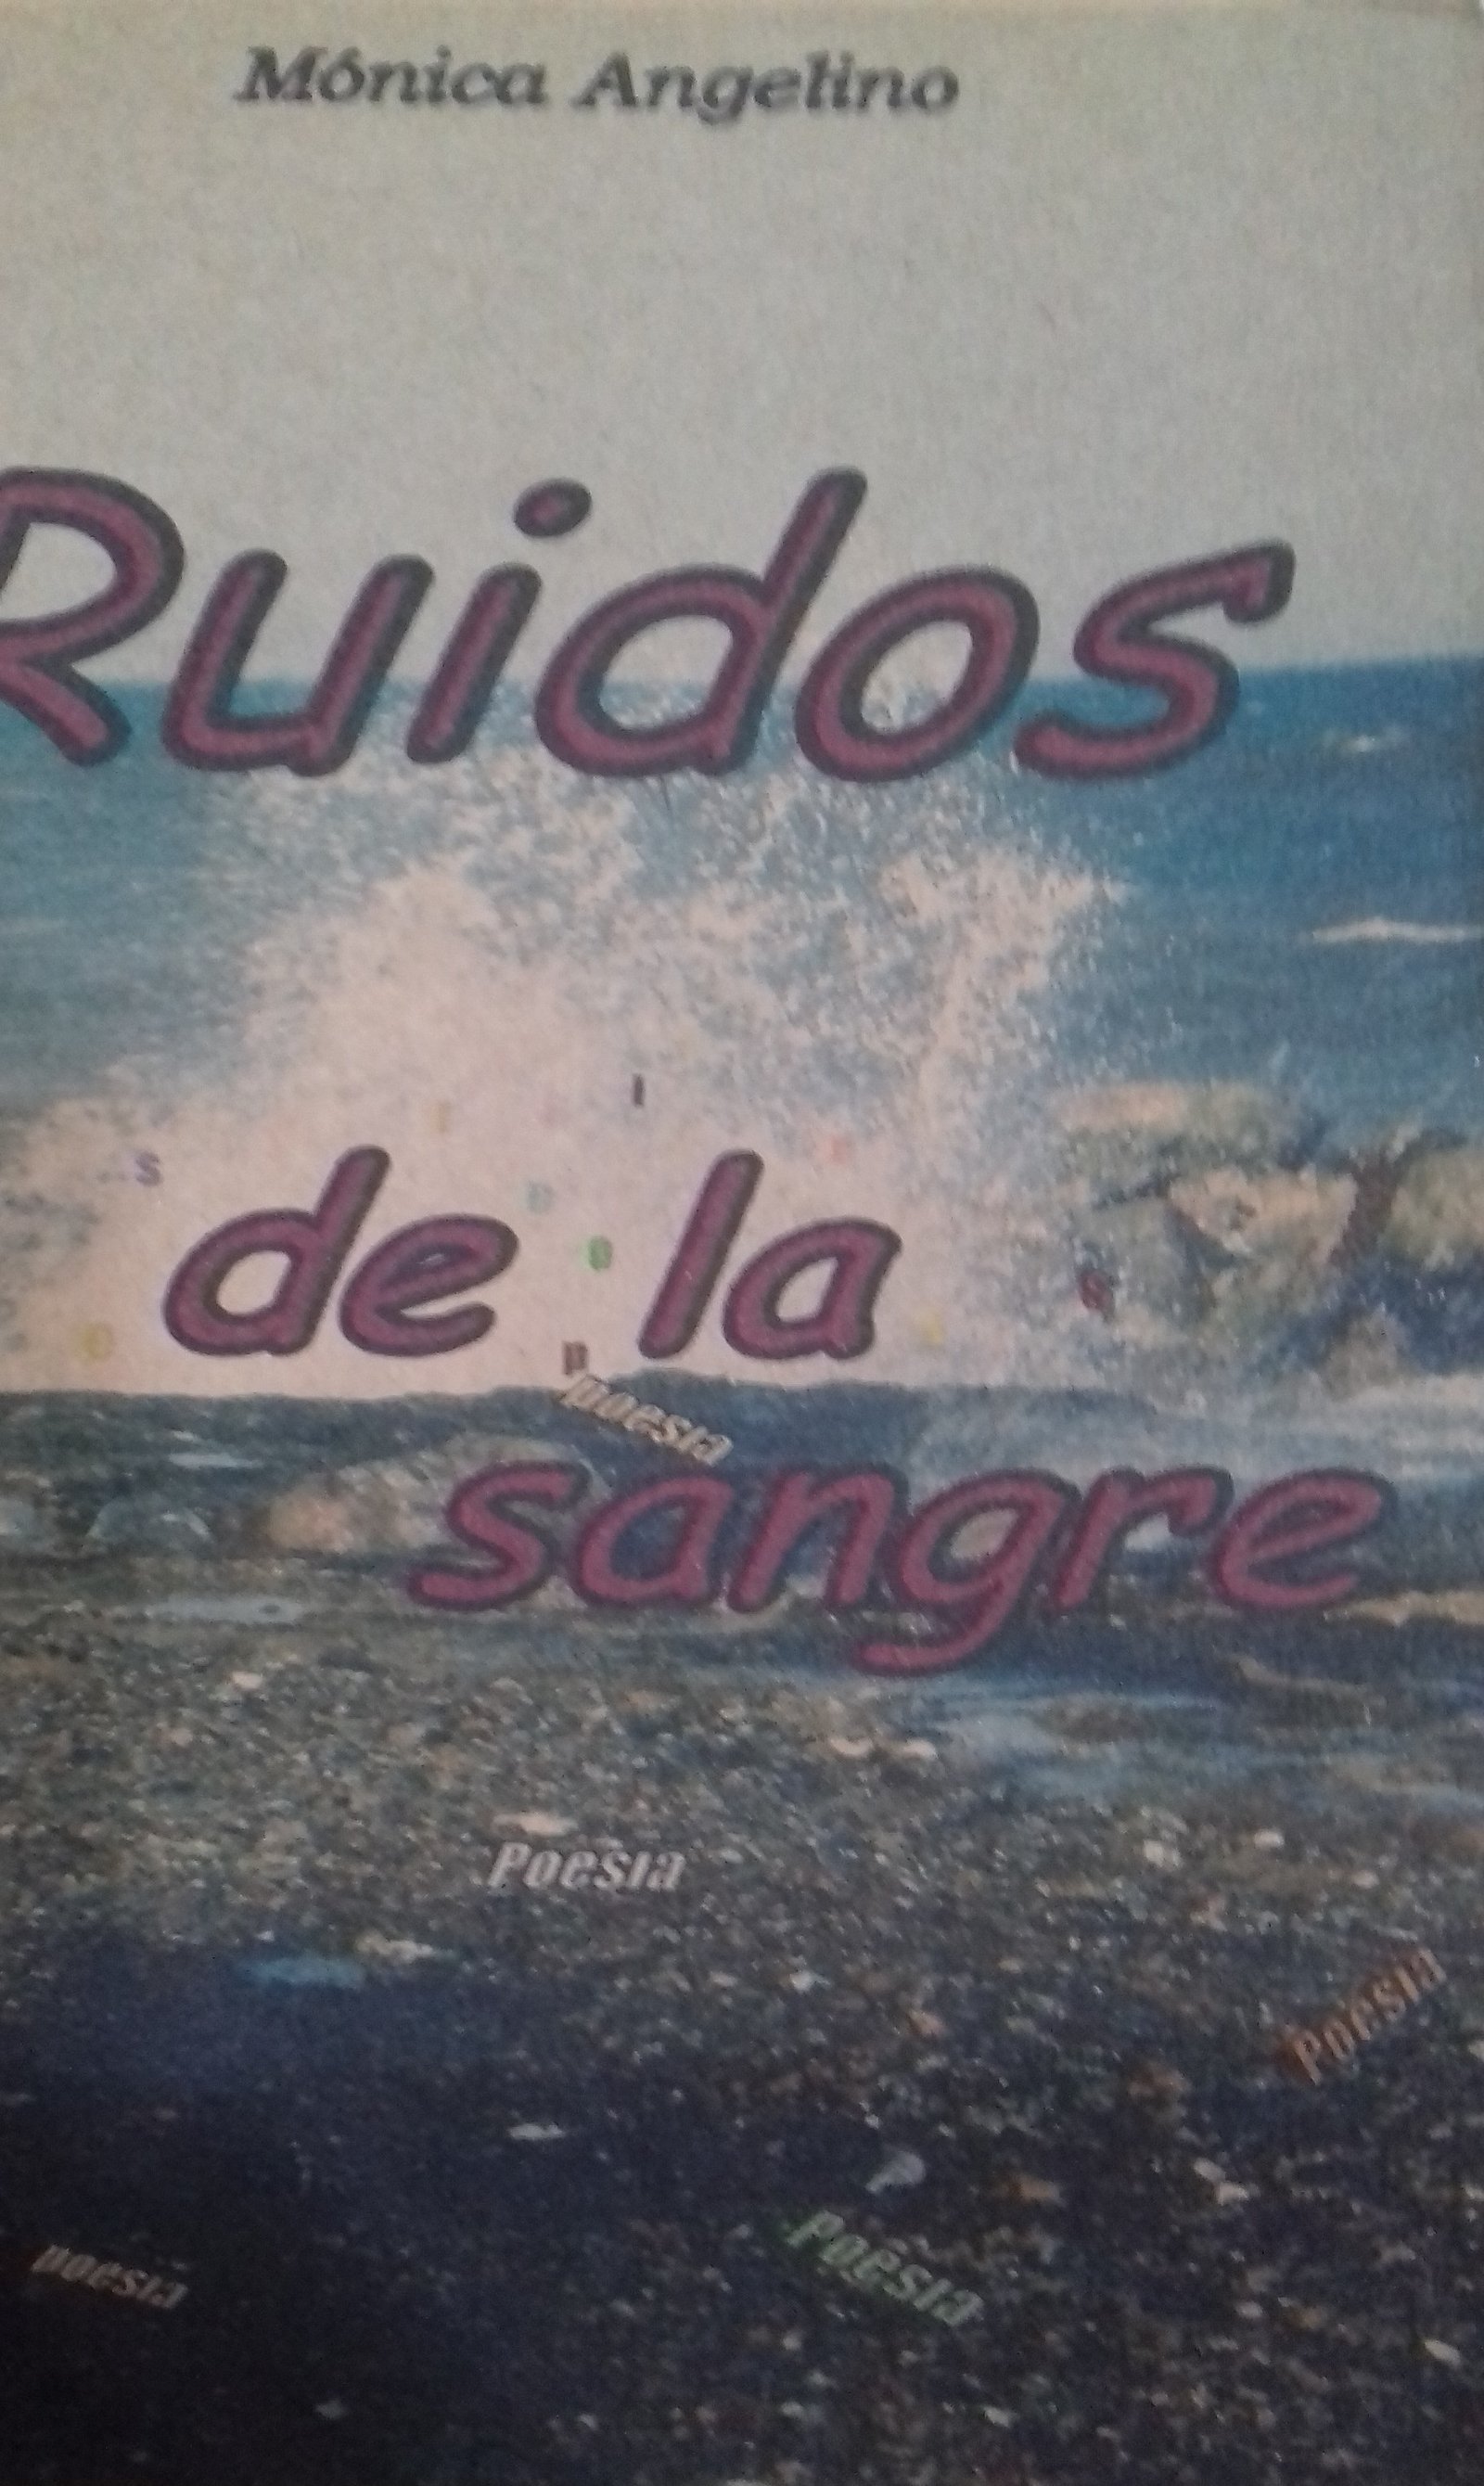 Mónica Angelino
Ruidos
I
S
de la
e
p
poesia
sangre
Poesia
Poesia
Poesia
poesia